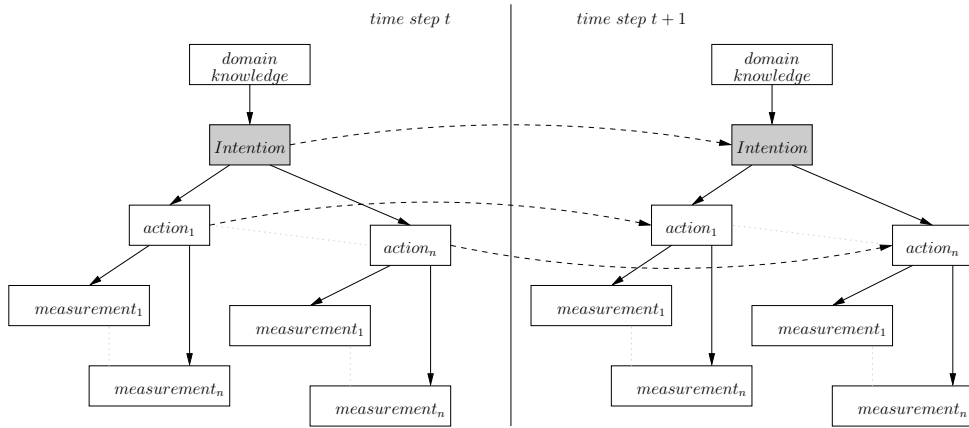 time step t
domain
knowledge
Intention
action₁
actionₙ
measurement₁
measurement₁
measurementₙ
measurementₙ
time step t + 1
domain
knowledge
Intention
action₁
actionₙ
measurement₁
measurement₁
measurementₙ
measurementₙ